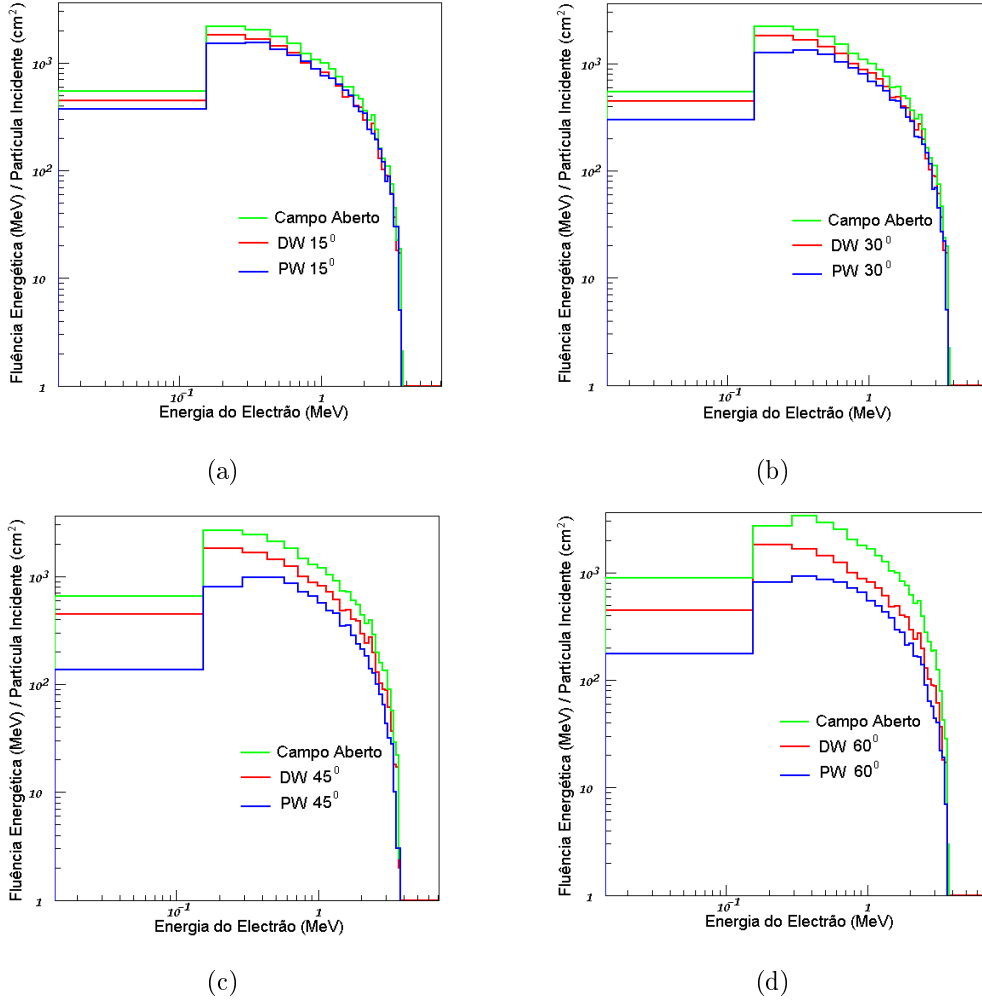 Fluência Energética (MeV) / Partícula Incidente (cm²)
10³
10²
10
1
Campo Aberto
DW 15⁰
PW 15⁰
10⁻¹
1
Energia do Electrão (MeV)
(a)
Fluência Energética (MeV) / Partícula Incidente (cm²)
10³
10²
10
1
Campo Aberto
DW 30⁰
PW 30⁰
10⁻¹
1
Energia do Electrão (MeV)
(b)
Fluência Energética (MeV) / Partícula Incidente (cm²)
10³
10²
10
1
Campo Aberto
DW 45⁰
PW 45⁰
10⁻¹
1
Energia do Electrão (MeV)
(c)
Fluência Energética (MeV) / Partícula Incidente (cm²)
10³
10²
10
1
Campo Aberto
DW 60⁰
PW 60⁰
10⁻¹
1
Energia do Electrão (MeV)
(d)